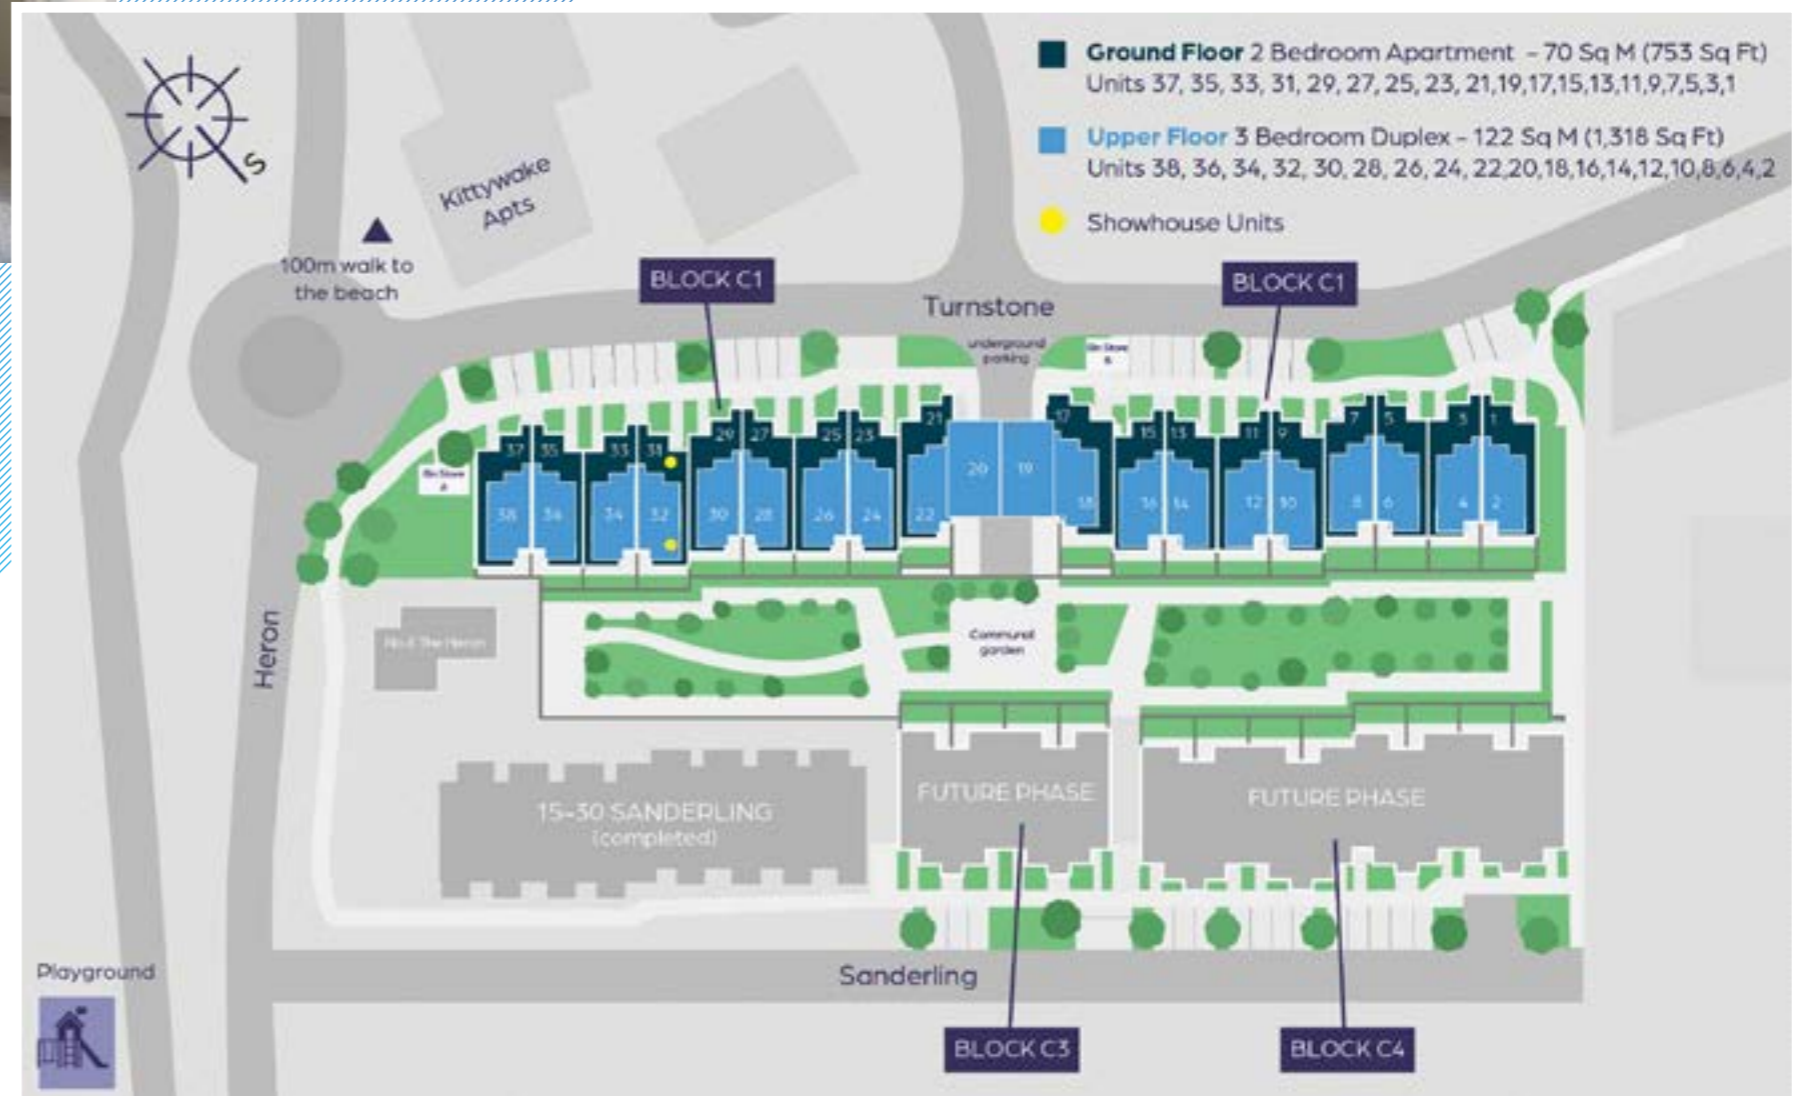 Ground Floor 2 Bedroom Apartment - 70 Sq M (753 Sq Ft)
Units 37, 35, 33, 31, 29, 27, 25, 23, 21,19,17,15,13,11,9,7,5,3,1
Upper Floor 3 Bedroom Duplex - 122 Sq M (1,318 Sq Ft)
Units 38, 36, 34, 32, 30, 28, 26, 24, 22,20,18,16,14,12,10,8,6,4,2
Showhouse Units
S
Kittywake
Apts
100m walk to
the beach
BLOCK C1
BLOCK C1
Turnstone
underground
parking
Bin Store
B
Bin Store
37 35 33 31 29 27 25 23 21 17 15 13 11 9 7 5 3 1
20 19
38 34 32 30 28 26 24 22 18 16 14 12 10 8 6 4 2
Heron
The Heron
Communal
garden
15-30 SANDERLING
(completed)
FUTURE PHASE
FUTURE PHASE
Sanderling
Playground
BLOCK C3
BLOCK C4